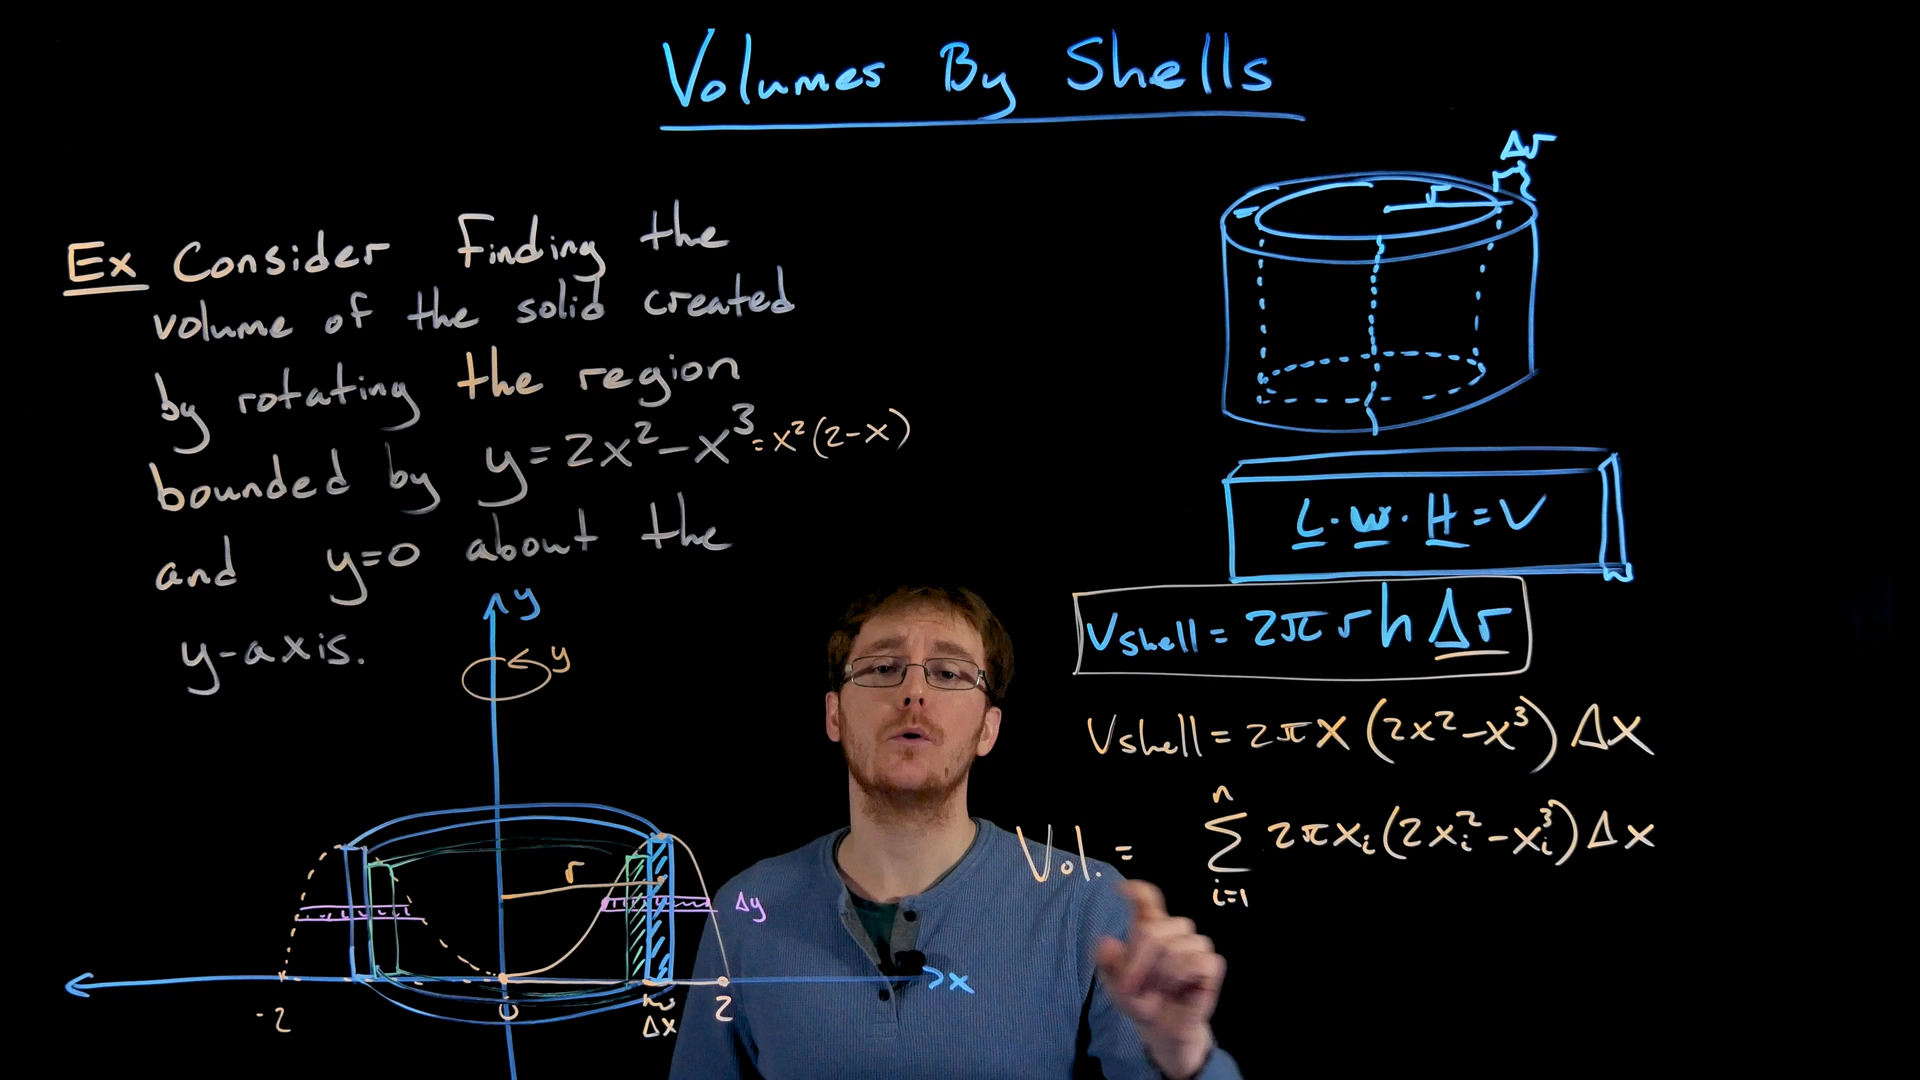 Volumes By Shells
Ex Consider Finding the
volume of the solid created
by rotating the region
bounded by y=2x²-x³=x²(2-x)
and y=0 about the
y-axis.
Δr
r
L·W·H=V
Vshell=2πrhΔr
Vshell=2πx(2x²-x³)Δx
Vol.= ∑ᵢ₌₁ⁿ 2πxᵢ(2xᵢ²-xᵢ³)Δx
y
y
r
Δy
x
-2 0 Δx 2